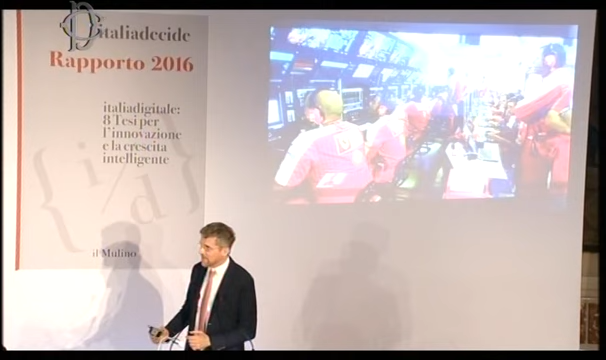 italiadecide
Rapporto 2016
italiadigitale:
8 Tesi per
l'innovazione
e la crescita
intelligente
{i/d}
il Mulino